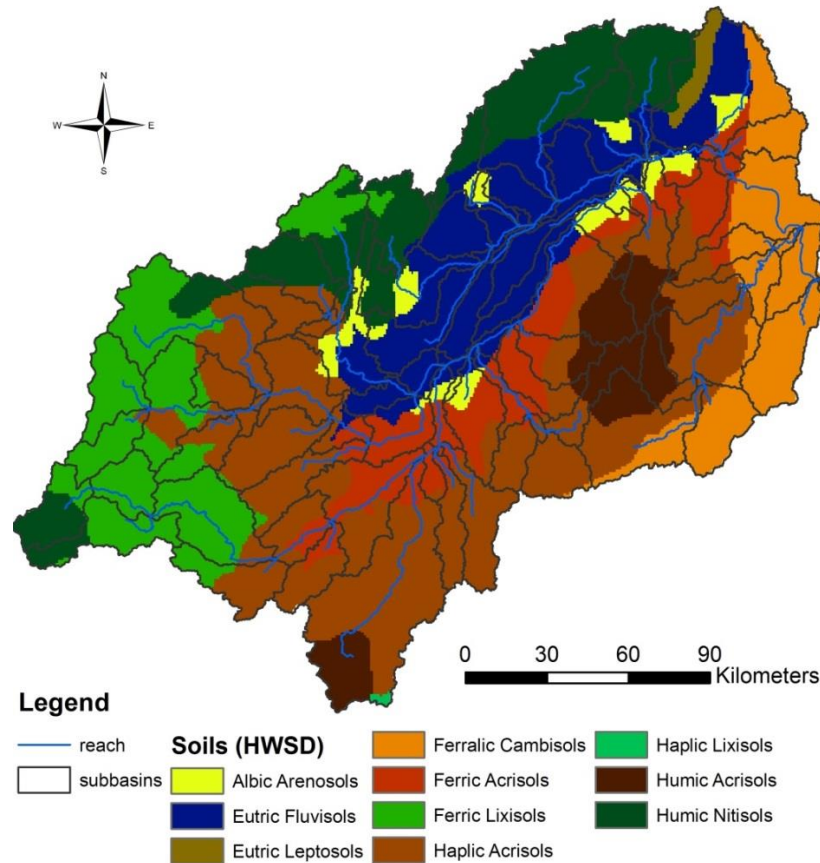 N
W E
S
0 30 60 90
Kilometers
Legend
reach
subbasins
Soils (HWSD)
Albic Arenosols
Eutric Fluvisols
Eutric Leptosols
Ferralic Cambisols
Ferric Acrisols
Ferric Lixisols
Haplic Acrisols
Haplic Lixisols
Humic Acrisols
Humic Nitisols